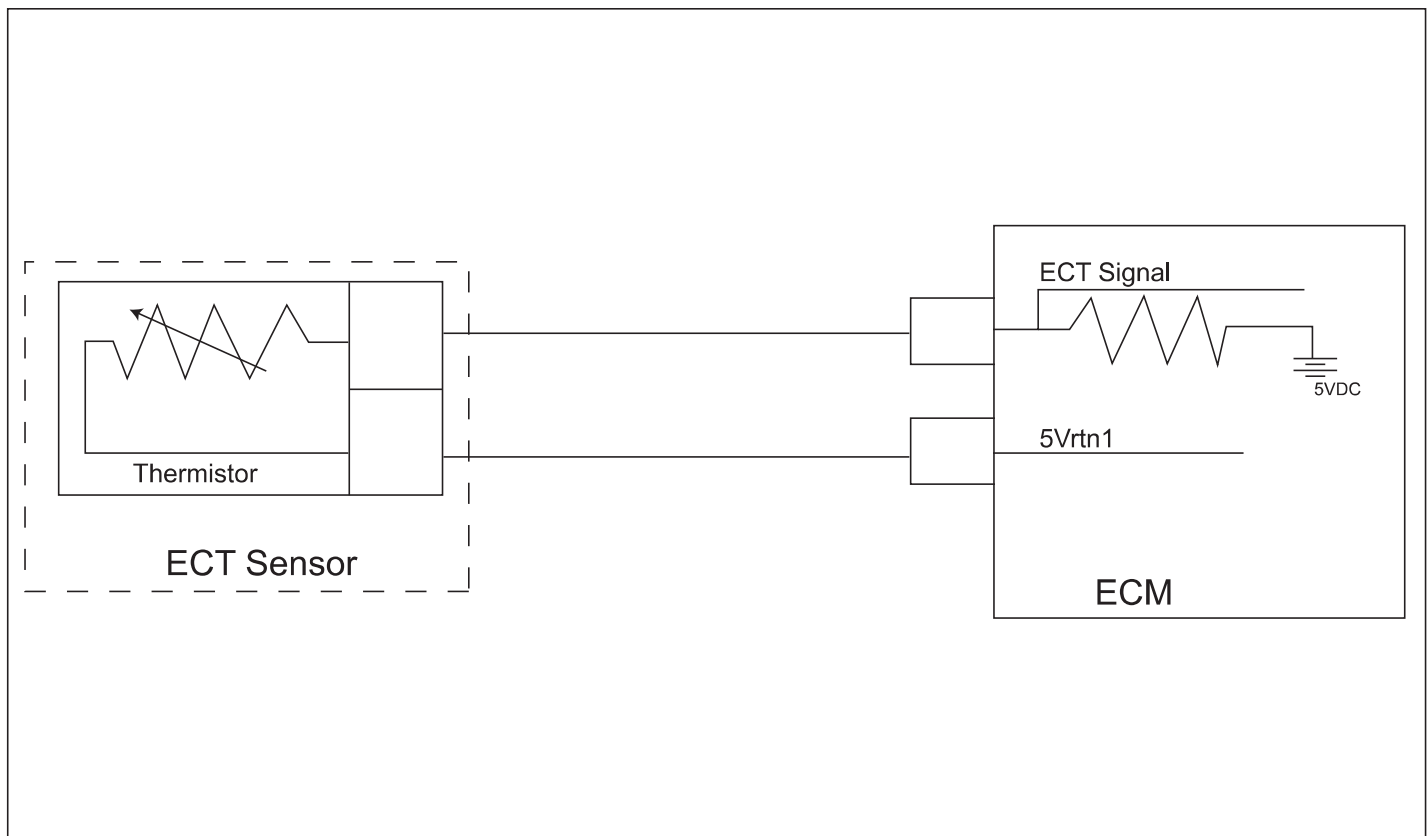 ECT Signal
5VDC
5Vrtn1
Thermistor
ECT Sensor
ECM